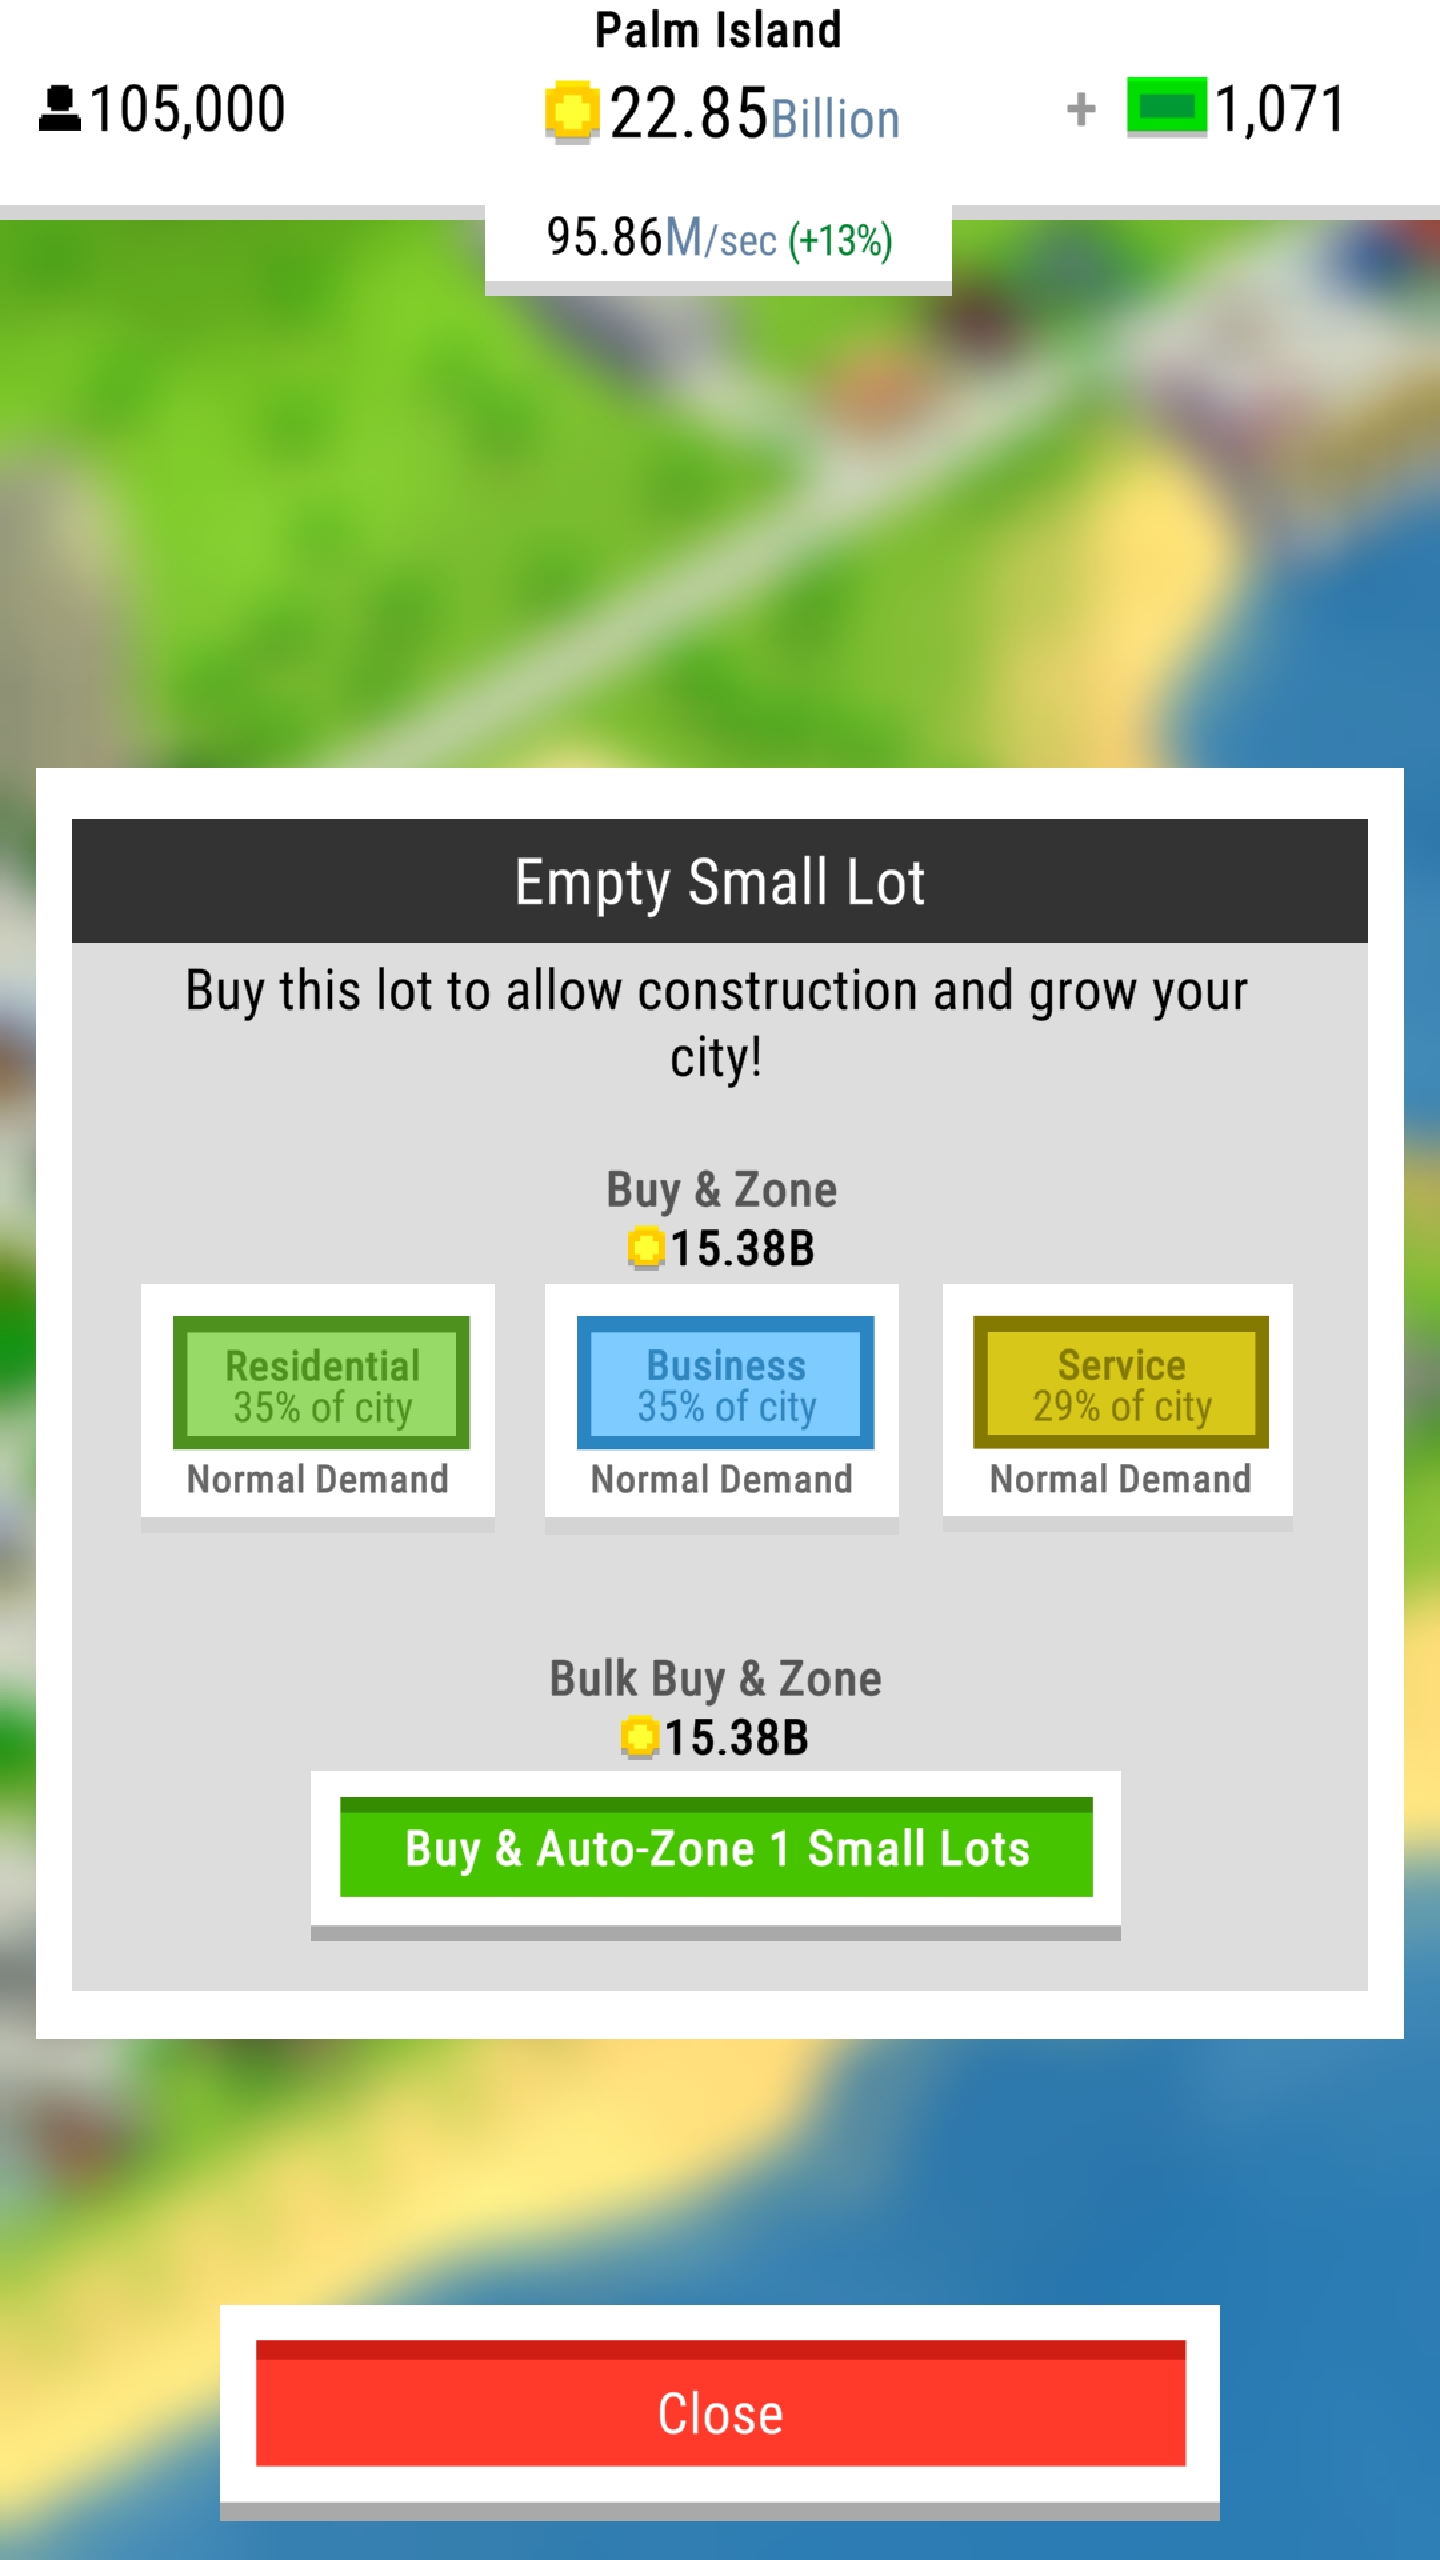 Palm Island
105,000
22.85Billion
+ 1,071
95.86M/sec (+13%)
Empty Small Lot
Buy this lot to allow construction and grow your
city!
Buy & Zone
15.38B
Residential
35% of city
Normal Demand
Business
35% of city
Normal Demand
Service
29% of city
Normal Demand
Bulk Buy & Zone
15.38B
Buy & Auto-Zone 1 Small Lots
Close